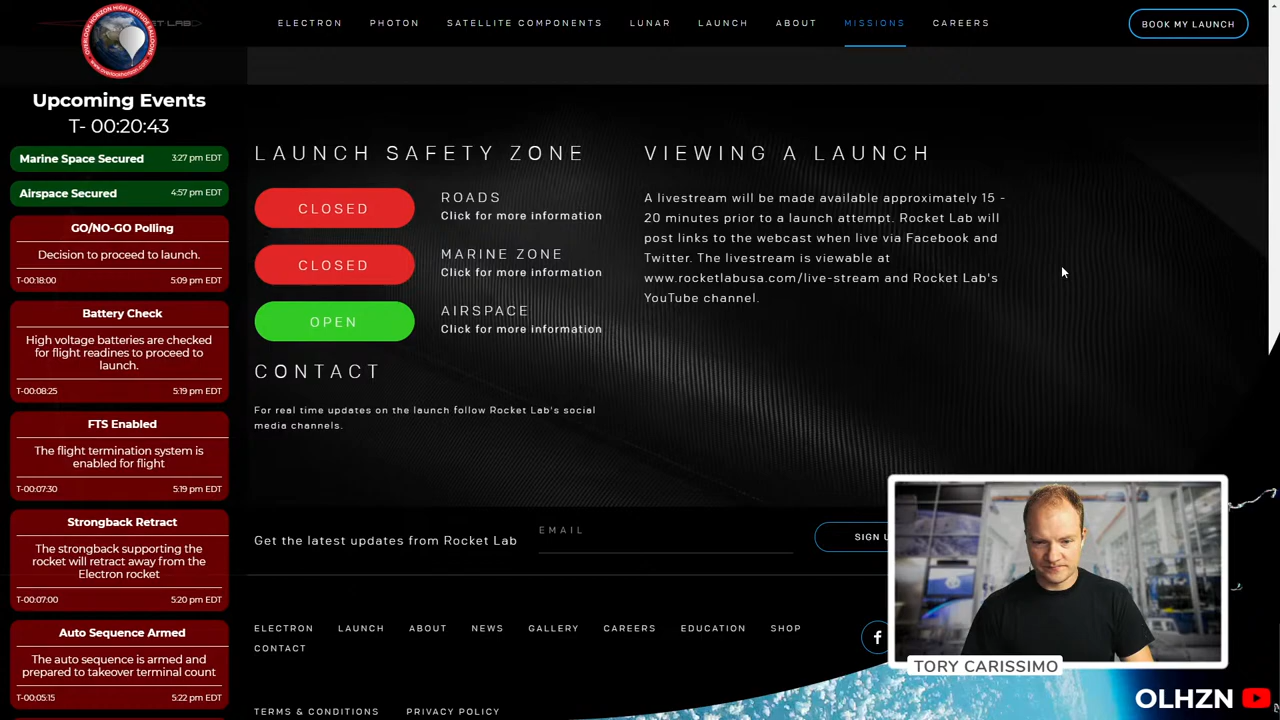 ELECTRON PHOTON SATELLITE COMPONENTS LUNAR LAUNCH ABOUT MISSIONS CAREERS BOOK MY LAUNCH
Upcoming Events
T- 00:20:43
Marine Space Secured 3:27 pm EDT
Airspace Secured 4:57 pm EDT
GO/NO-GO Polling
Decision to proceed to launch.
T-00:18:00 5:09 pm EDT
Battery Check
High voltage batteries are checked
for flight readines to proceed to
launch.
T-00:08:25 5:19 pm EDT
FTS Enabled
The flight termination system is
enabled for flight
T-00:07:30 5:19 pm EDT
Strongback Retract
The strongback supporting the
rocket will retract away from the
Electron rocket
T-00:07:00 5:20 pm EDT
Auto Sequence Armed
The auto sequence is armed and
prepared to takeover terminal count
T-00:05:15 5:22 pm EDT
LAUNCH SAFETY ZONE
CLOSED ROADS
Click for more information
CLOSED MARINE ZONE
Click for more information
OPEN AIRSPACE
Click for more information
CONTACT
For real time updates on the launch follow Rocket Lab's social
media channels.
VIEWING A LAUNCH
A livestream will be made available approximately 15 -
20 minutes prior to a launch attempt. Rocket Lab will
post links to the webcast when live via Facebook and
Twitter. The livestream is viewable at
www.rocketlabusa.com/live-stream and Rocket Lab's
YouTube channel.
Get the latest updates from Rocket Lab EMAIL SIGN U
ELECTRON LAUNCH ABOUT NEWS GALLERY CAREERS EDUCATION SHOP
CONTACT
TERMS & CONDITIONS PRIVACY POLICY
TORY CARISSIMO
OLHZN